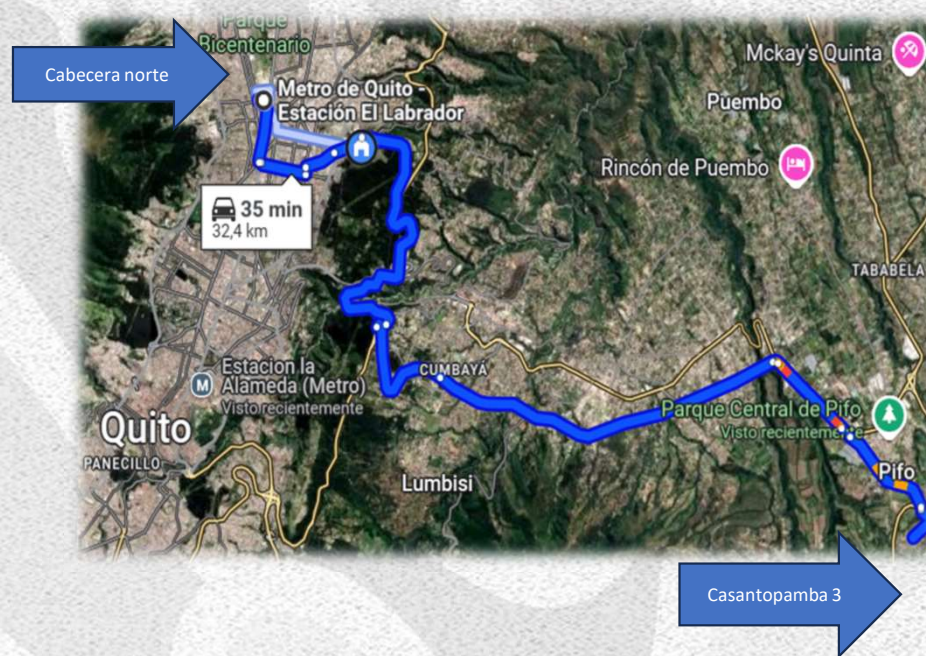 Parque
Bicentenario
Cabecera norte
Mckay's Quinta
Metro de Quito -
Estación El Labrador
Puembo
Rincón de Puembo
35 min
32,4 km
TABABELA
Estacion la
Alameda (Metro)
Visto recientemente
M
CUMBAYÁ
Parque Central de Pifo
Visto recientemente
Quito
PANECILLO
Lumbisi
Pifo
Casantopamba 3